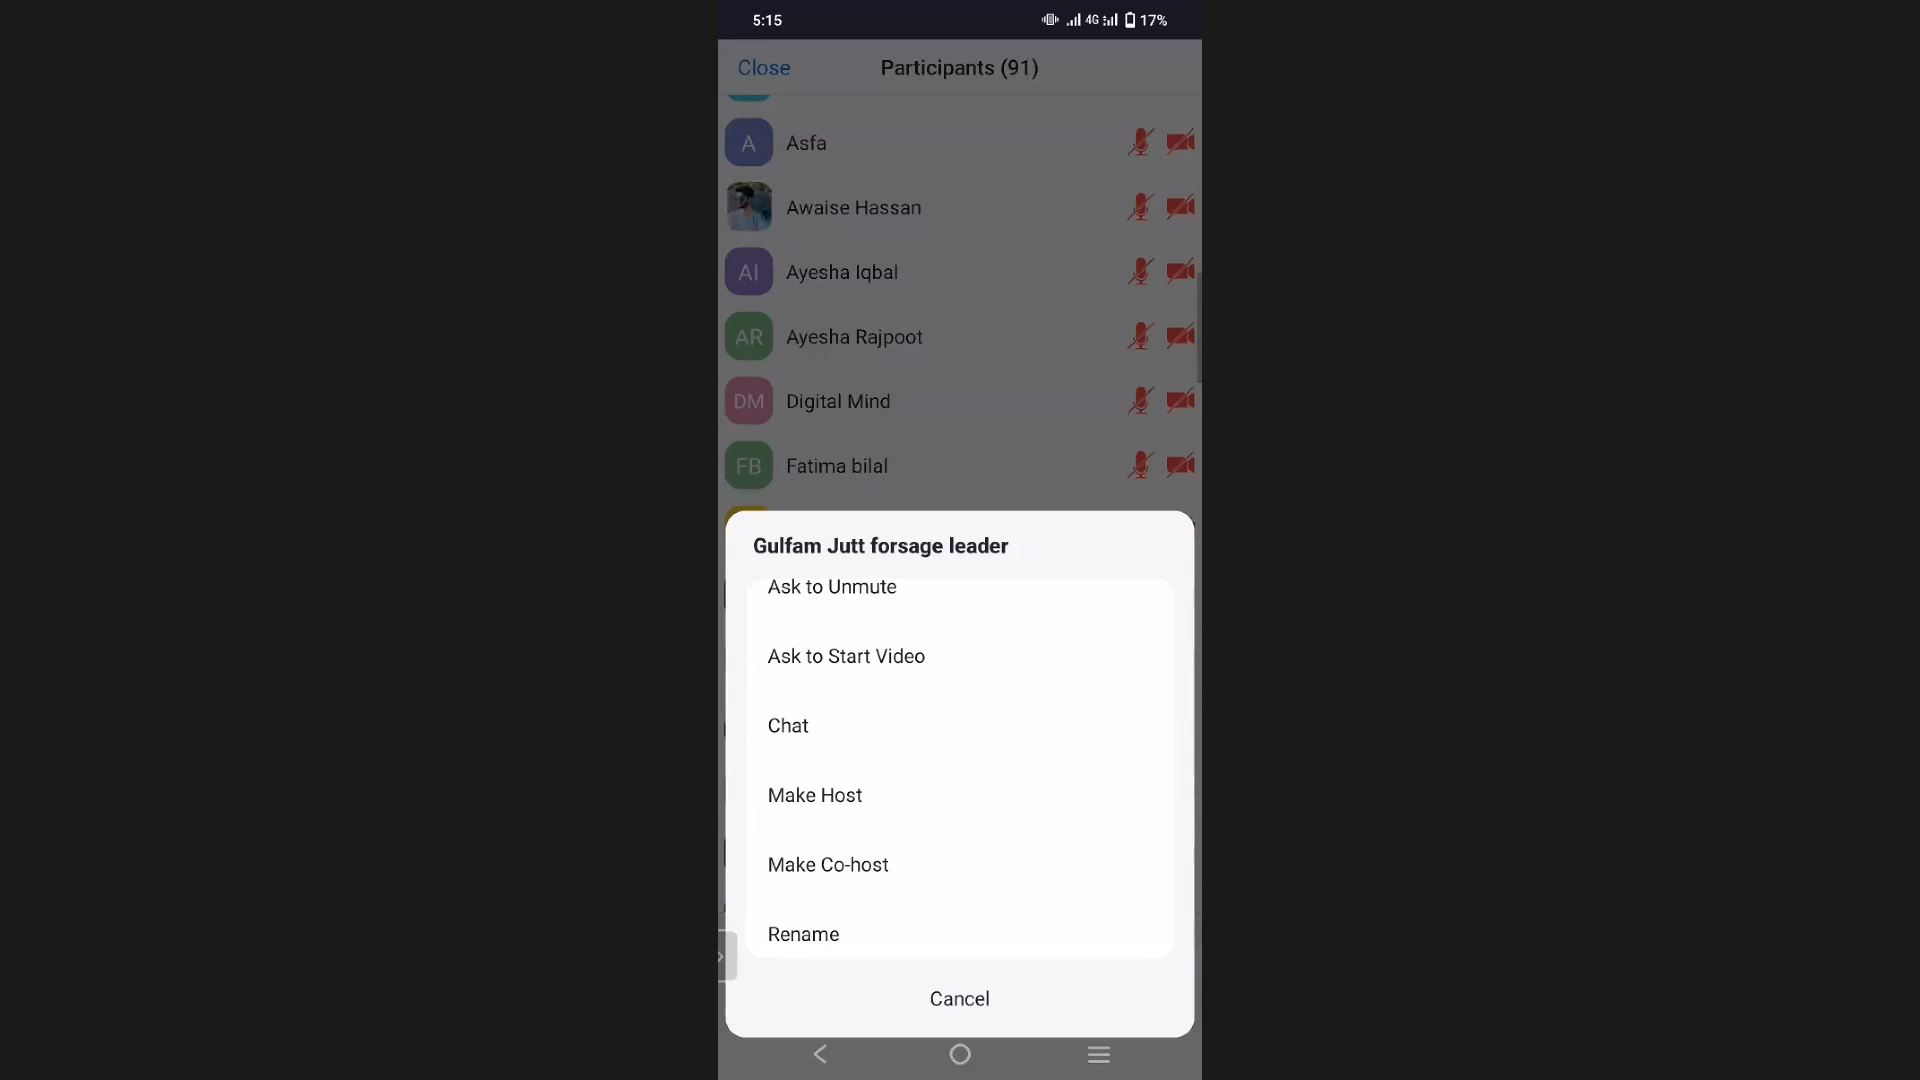 5:15 4G 17%
Close Participants (91)
A Asfa
Awaise Hassan
AI Ayesha Iqbal
AR Ayesha Rajpoot
DM Digital Mind
FB Fatima bilal
Gulfam Jutt forsage leader
Ask to Unmute
Ask to Start Video
Chat
Make Host
Make Co-host
Rename
Cancel